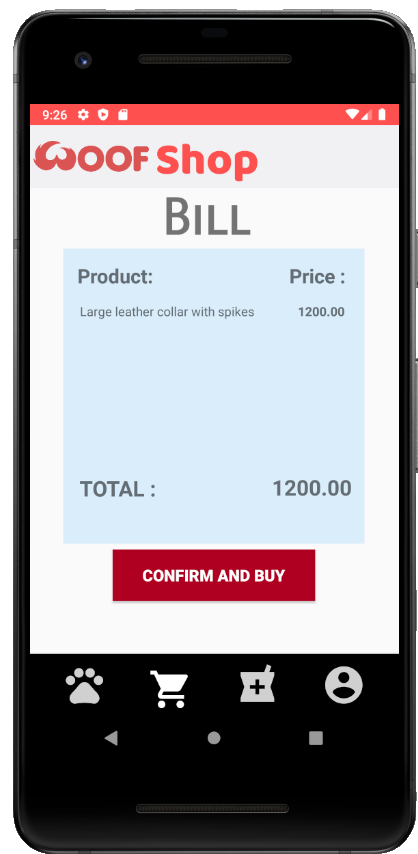 9:26
WOOF Shop
BILL
Product: Price :
Large leather collar with spikes 1200.00
TOTAL : 1200.00
CONFIRM AND BUY